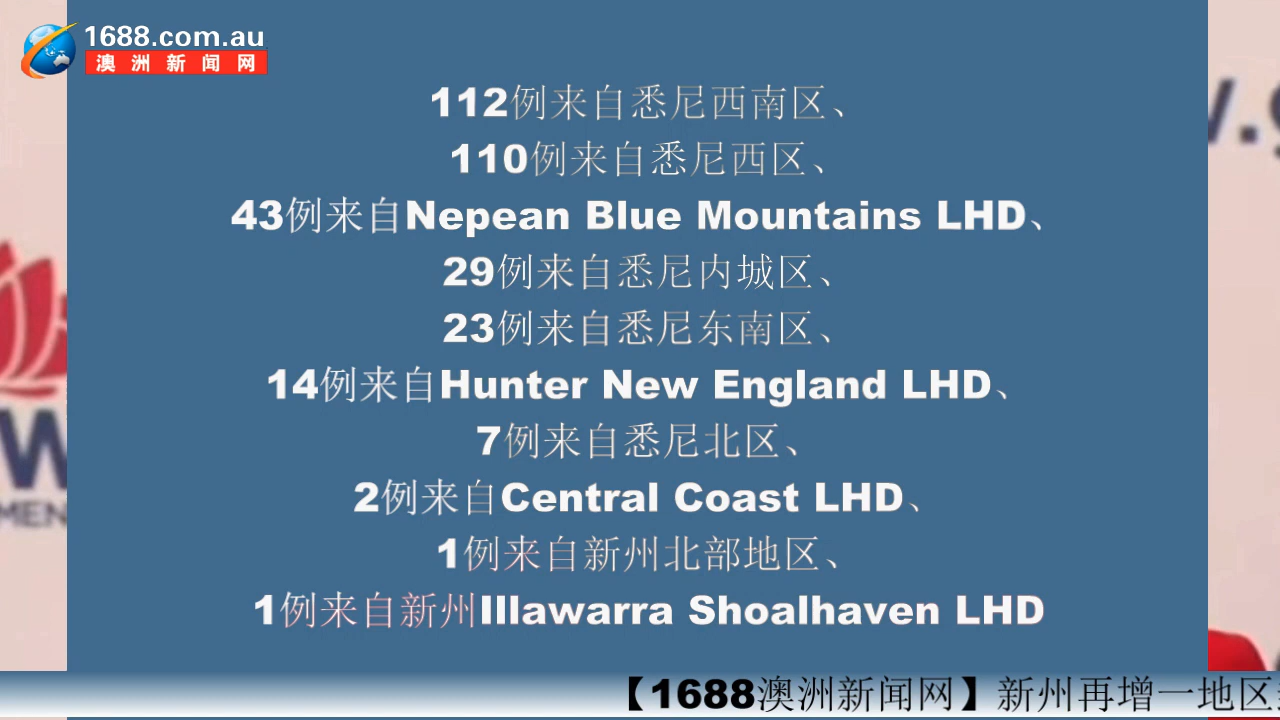 1688.com.au
澳洲新闻网
112例来自悉尼西南区、
110例来自悉尼西区、
43例来自Nepean Blue Mountains LHD、
29例来自悉尼内城区、
23例来自悉尼东南区、
14例来自Hunter New England LHD、
7例来自悉尼北区、
2例来自Central Coast LHD、
1例来自新州北部地区、
1例来自新州Illawarra Shoalhaven LHD
【1688澳洲新闻网】新州再增一地区